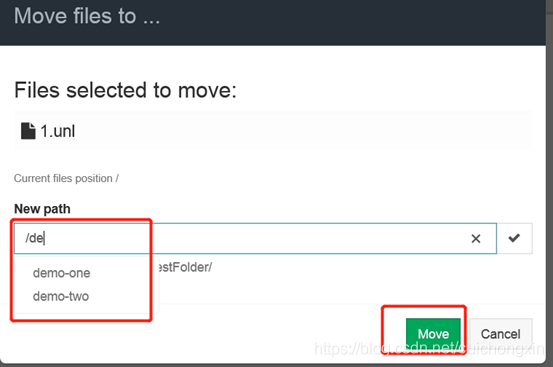 Move files to ...
Files selected to move:
1.unl
Current files position /
New path
/de
demo-one
estFolder/
demo-two
Move
Cancel
https://blog.csdn.net/cuichongxin